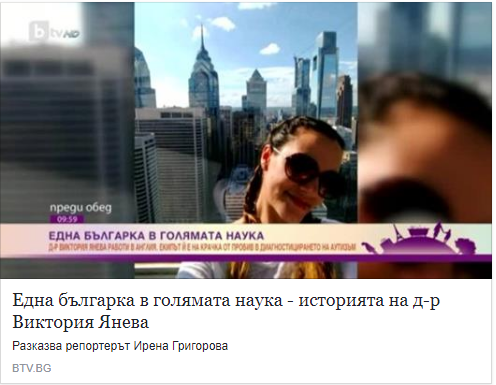 btv HD
преди обед
09:59
ЕДНА БЪЛГАРКА В ГОЛЯМАТА НАУКА
Д-Р ВИКТОРИЯ ЯНЕВА РАБОТИ В АНГЛИЯ. ЕКИПЪТ Й Е НА КРАЧКА ОТ ПРОБИВ В ДИАГНОСТИЦИРАНЕТО НА АУТИЗЪМ
Една българка в голямата наука - историята на д-р
Виктория Янева
Разказва репортерът Ирена Григорова
BTV.BG